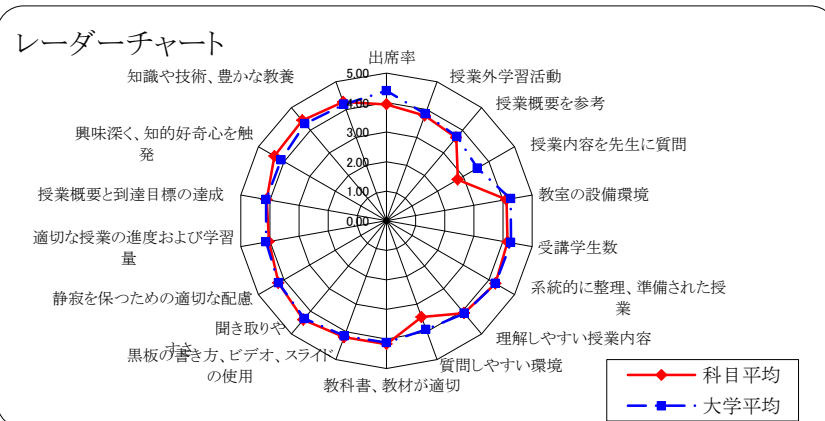 レーダーチャート
出席率
授業外学習活動
授業概要を参考
授業内容を先生に質問
教室の設備環境
受講学生数
系統的に整理、準備された授
業
理解しやすい授業内容
質問しやすい環境
教科書、教材が適切
黒板の書き方、ビデオ、スライド
の使用
聞き取りや
すさ
静寂を保つための適切な配慮
適切な授業の進度および学習
量
授業概要と到達目標の達成
興味深く、知的好奇心を触
発
知識や技術、豊かな教養
5.00
4.00
3.00
2.00
1.00
0.00
科目平均
大学平均